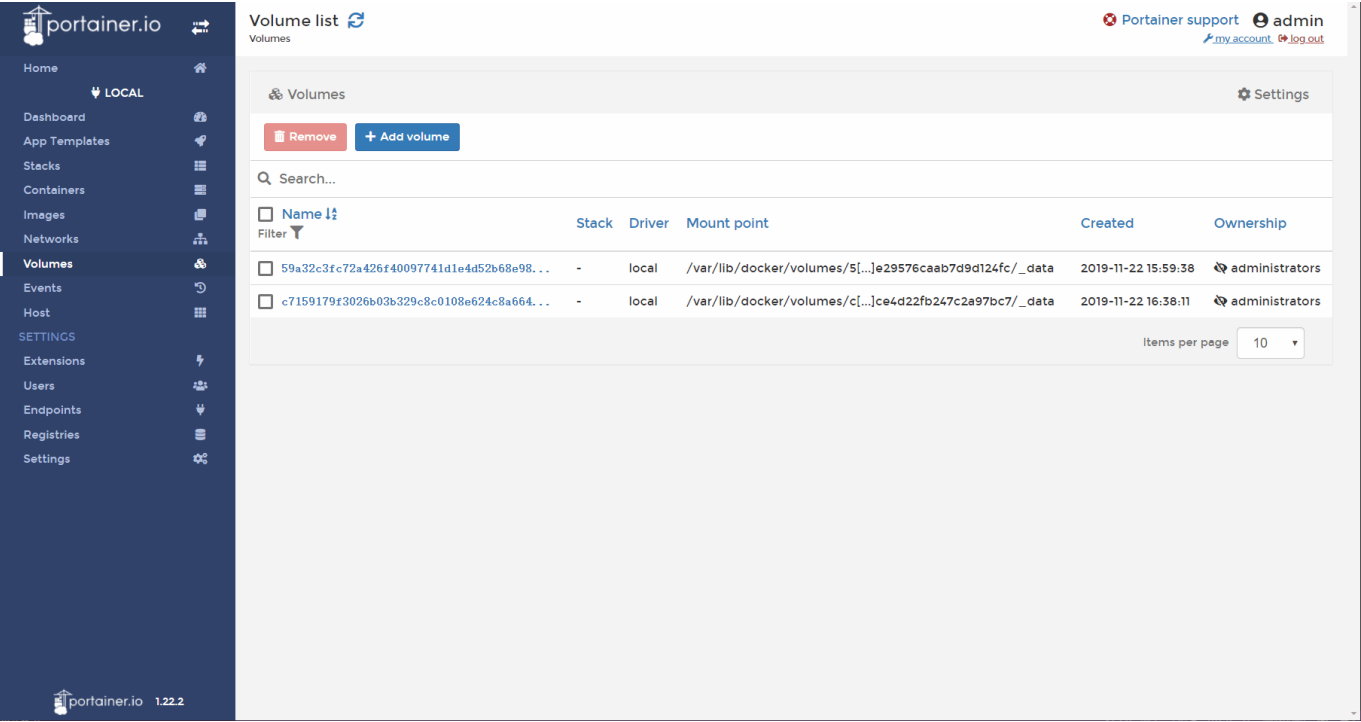 portainer.io
Home
LOCAL
Dashboard
App Templates
Stacks
Containers
Images
Networks
Volumes
Events
Host
SETTINGS
Extensions
Users
Endpoints
Registries
Settings
portainer.io 1.22.2
Volume list
Volumes
Portainer support admin
my account log out
Volumes
Settings
Remove
+ Add volume
Search...
Name
Filter
Stack Driver Mount point Created Ownership
59a32c3fc72a426f40097741d1e4d52b68e98... - local /var/lib/docker/volumes/5[...]e29576caab7d9d124fc/_data 2019-11-22 15:59:38 administrators
c7159179f3026b03b329c8c0108e624c8a664... - local /var/lib/docker/volumes/c[...]ce4d22fb247c2a97bc7/_data 2019-11-22 16:38:11 administrators
Items per page 10